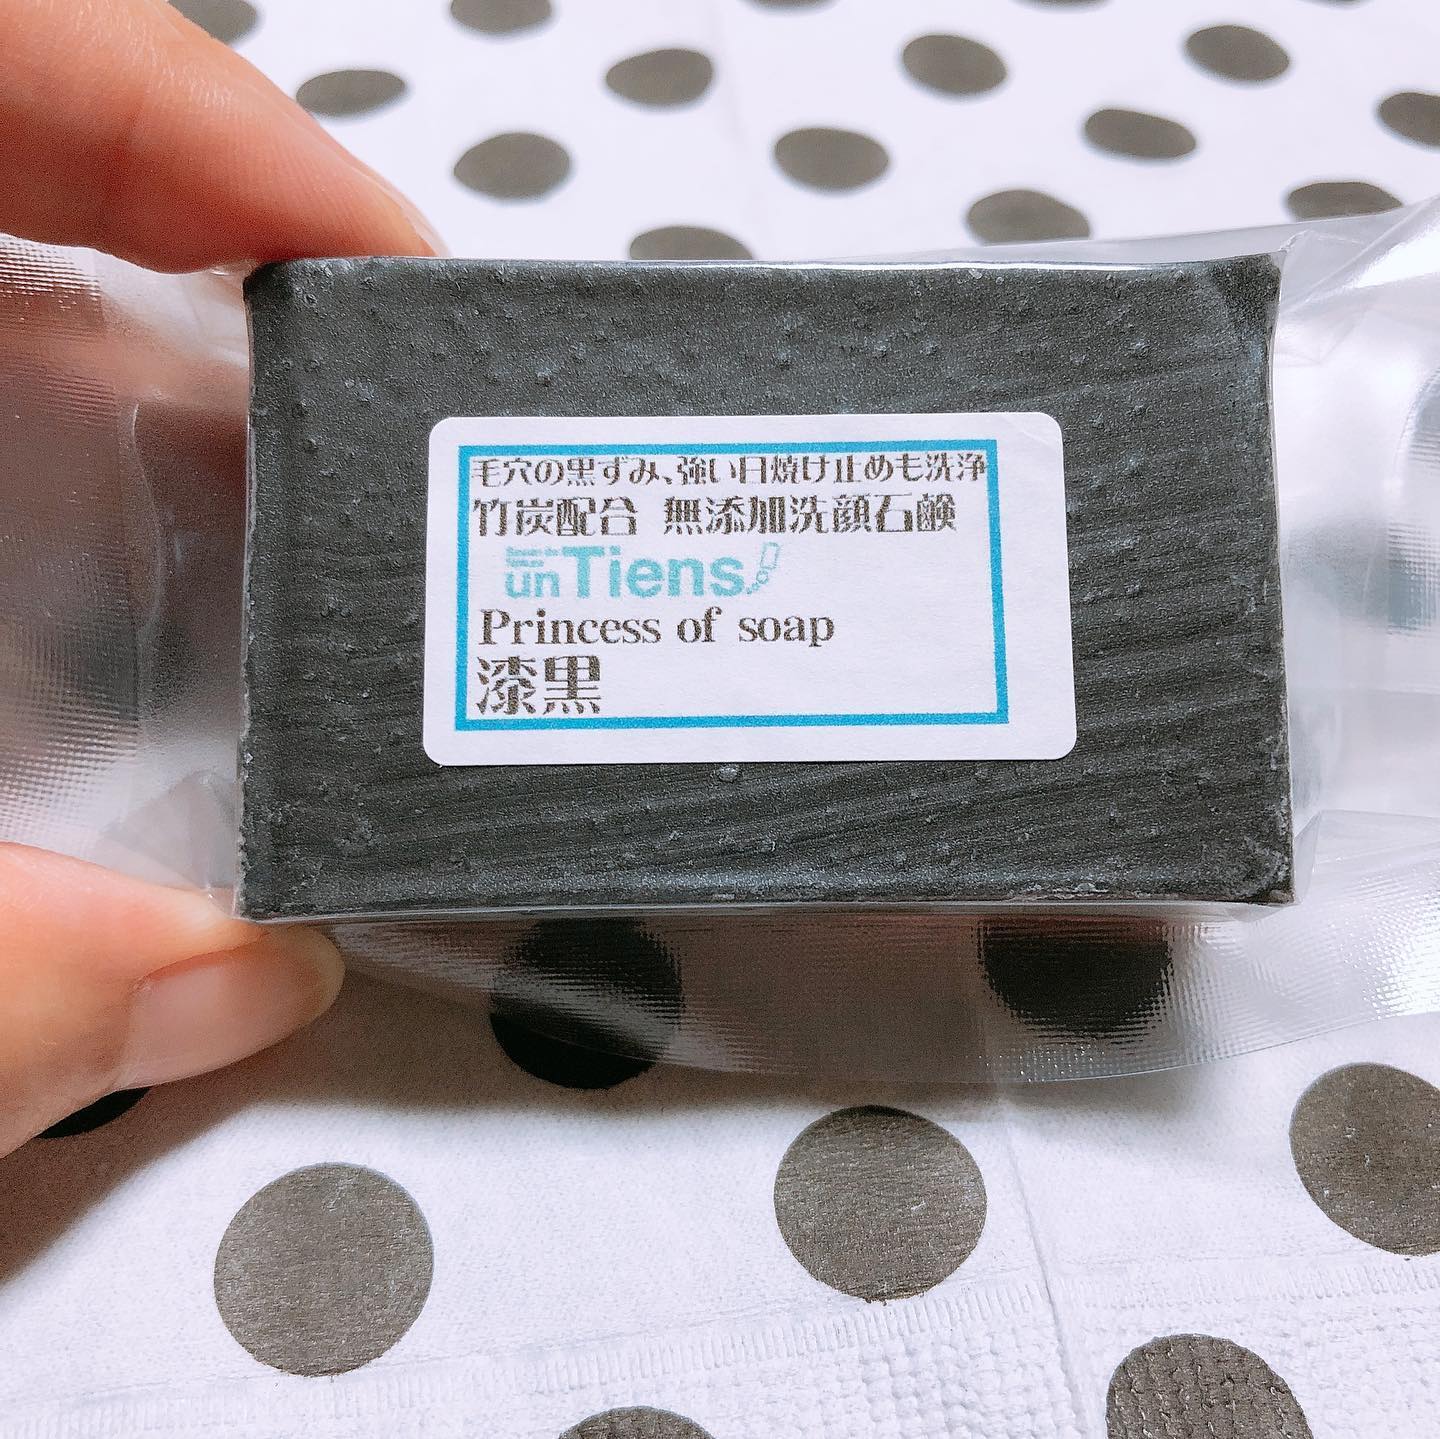 毛穴の黒ずみ、強い日焼け止めも洗浄
竹炭配合 無添加洗顔石鹸
un Tiens
Princess of soap
漆黒